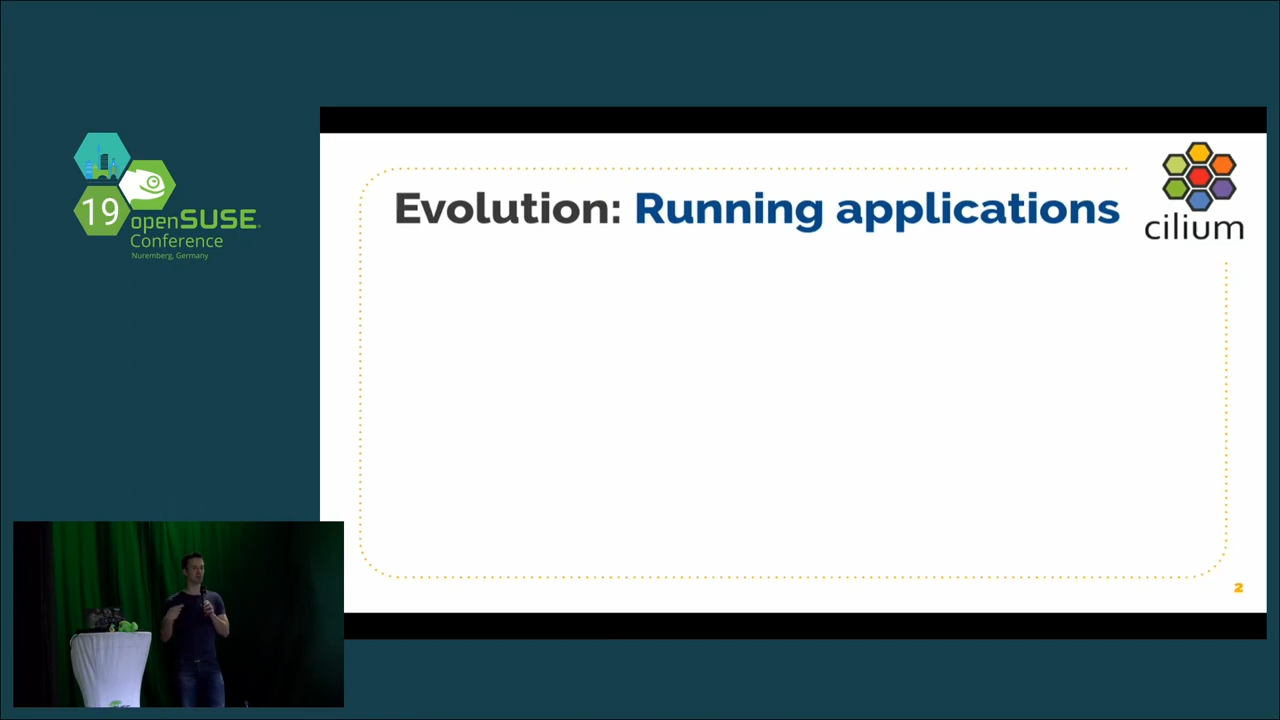 19
openSUSE
Conference
Nuremberg, Germany
Evolution: Running applications
cilium
2